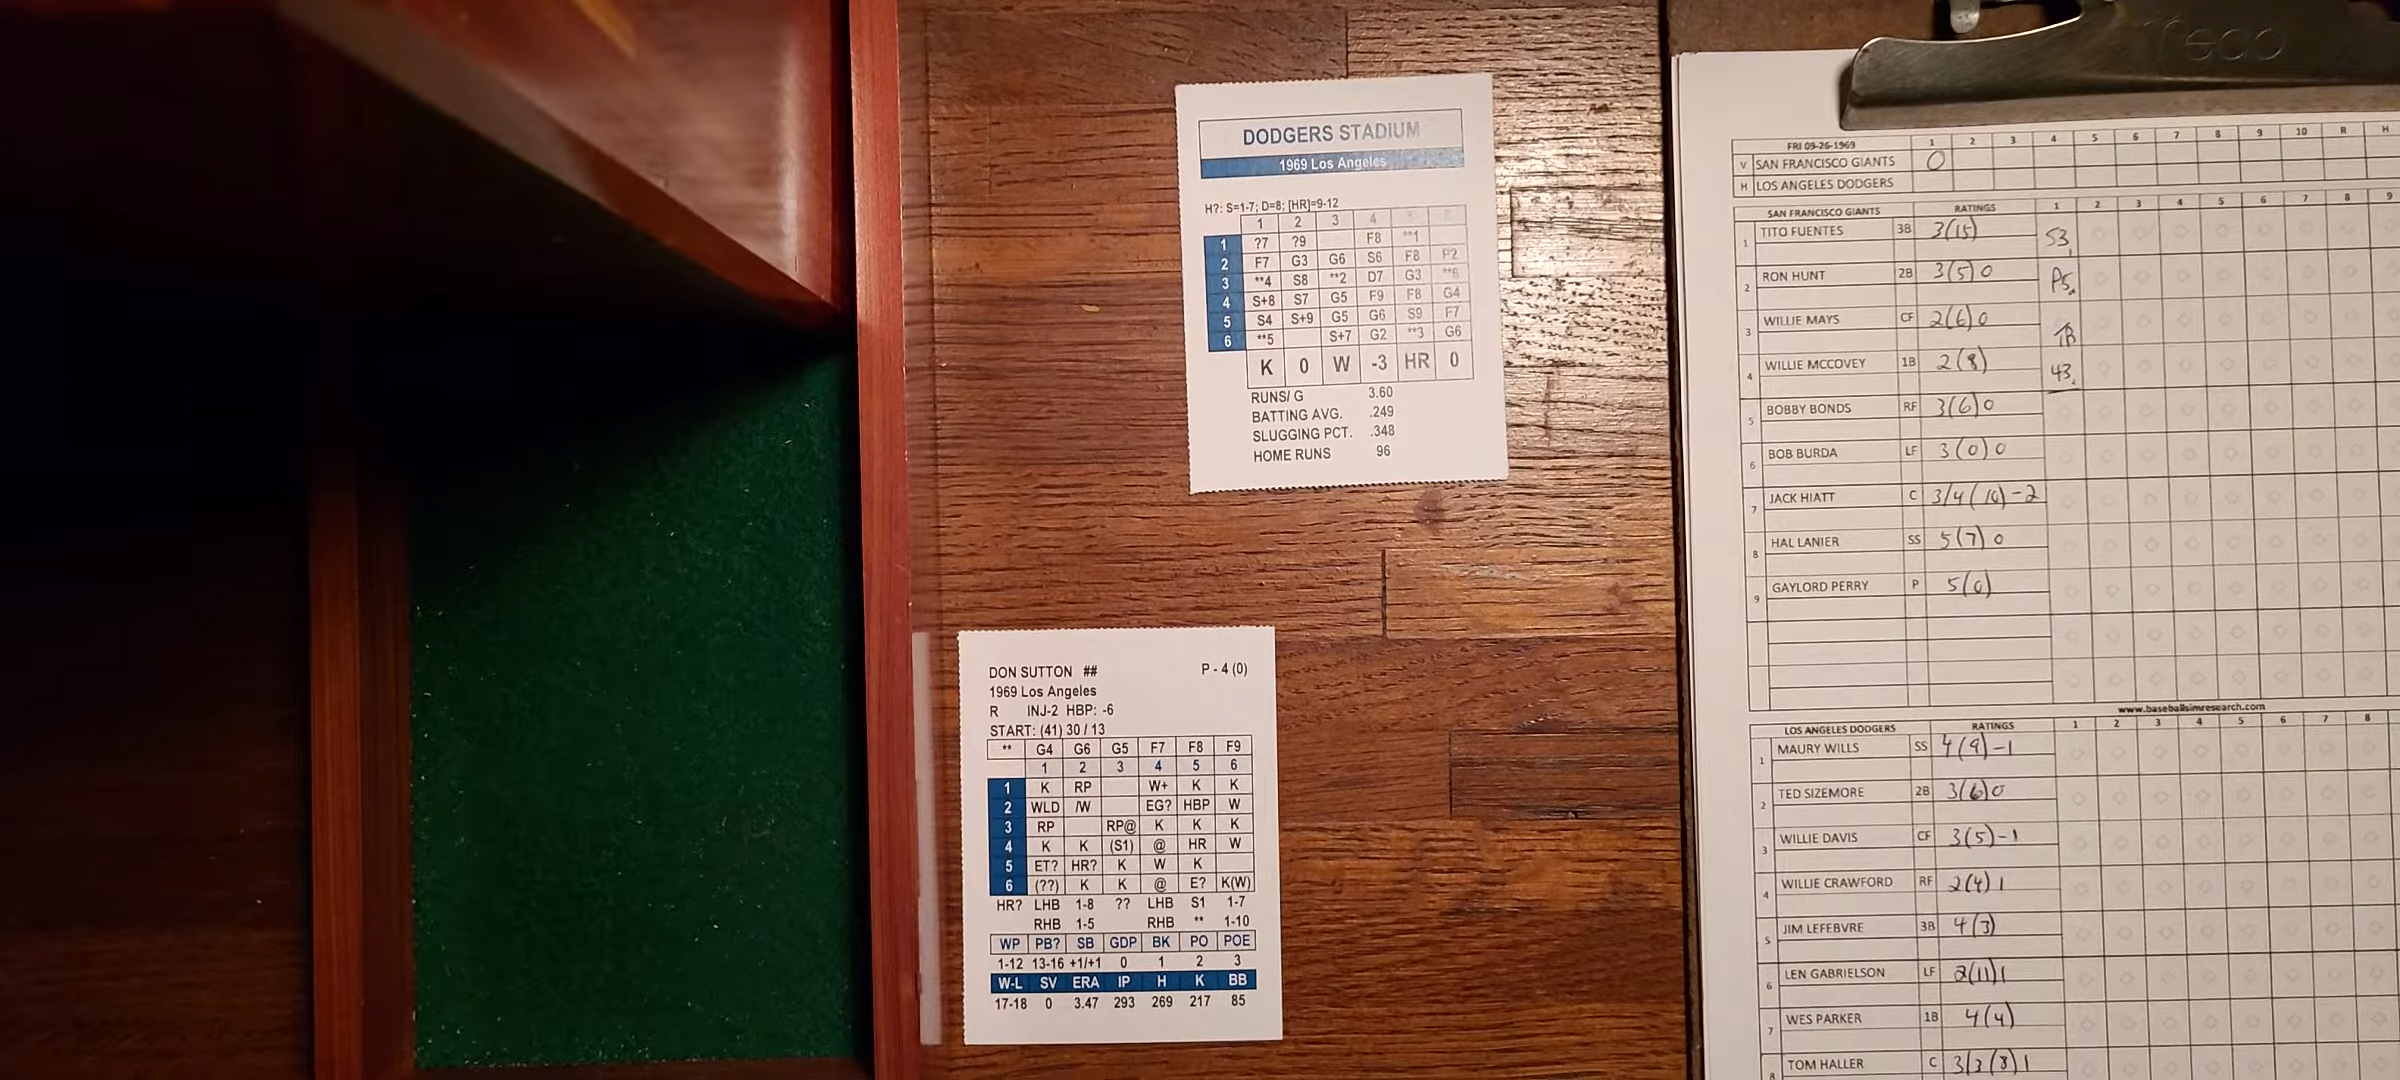 Tego
DODGERS STADIUM
1969 Los Angeles
H?: S=1-7; D=8; [HR]=9-12
1 2 3 4
1 ?7 ?9 F8 **1
2 F7 G3 G6 S6 F8 P2
3 **4 S8 **2 D7 G3 **6
4 S+8 S7 G5 F9 F8 G4
5 S4 S+9 G5 G6 S9 F7
6 **5 S+7 G2 **3 G6
K 0 W -3 HR 0
RUNS/ G 3.60
BATTING AVG. .249
SLUGGING PCT. .348
HOME RUNS 96
DON SUTTON ## P - 4 (0)
1969 Los Angeles
R INJ-2 HBP: -6
START: (41) 30 / 13
** G4 G6 G5 F7 F8 F9
1 2 3 4 5 6
1 K RP W+ K K
2 WLD /W EG? HBP W
3 RP RP@ K K K
4 K K (S1) @ HR W
5 ET? HR? K W K
6 (??) K K @ E? K(W)
HR? LHB 1-8 ?? LHB S1 1-7
RHB 1-5 RHB ** 1-10
WP PB? SB GDP BK PO POE
1-12 13-16 +1/+1 0 1 2 3
W-L SV ERA IP H K BB
17-18 0 3.47 293 269 217 85
FRI 09-26-1969 1 2 3 4 5 6 7 8 9 10 R H
V SAN FRANCISCO GIANTS 0
H LOS ANGELES DODGERS
SAN FRANCISCO GIANTS RATINGS 1 2 3 4 5 6 7 8 9
1 TITO FUENTES 3B 3(15) 53
2 RON HUNT 2B 3(5)0 P5
3 WILLIE MAYS CF 2(6)0
4 WILLIE MCCOVEY 1B 2(8) 43
5 BOBBY BONDS RF 3(6)0
6 BOB BURDA LF 3(0)0
7 JACK HIATT C 3/4(10)-2
8 HAL LANIER SS 5(7)0
9 GAYLORD PERRY P 5(0)
www.baseballsimresearch.com
LOS ANGELES DODGERS RATINGS 1 2 3 4 5 6 7 8
1 MAURY WILLS SS 4(9)-1
2 TED SIZEMORE 2B 3(6)0
3 WILLIE DAVIS CF 3(5)-1
4 WILLIE CRAWFORD RF 2(4)1
5 JIM LEFEBVRE 3B 4(3)
6 LEN GABRIELSON LF 2(11)1
7 WES PARKER 1B 4(4)
8 TOM HALLER C 3/3(8)1